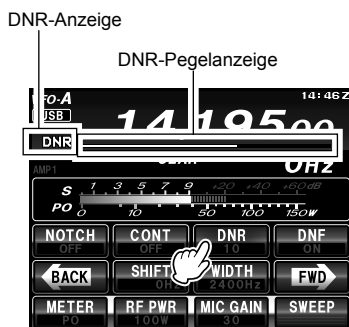 DNR-Anzeige
DNR-Pegelanzeige
VFO-A 14:46Z
USB 14,195,00
DNR
AMP1 0Hz
S 1 3 5 7 9 +20 +40 +60dB
PO 0 10 50 100 150W
NOTCH CONT DNR DNF
OFF OFF 10 ON
BACK SHIFT WIDTH FWD
0Hz 2400Hz
METER RF PWR MIC GAIN SWEEP
PO 100W 30